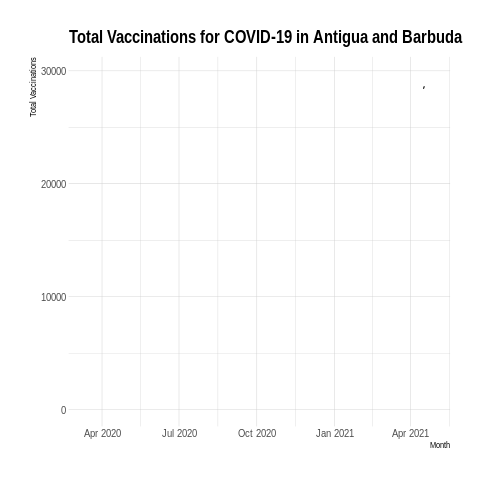 Total Vaccinations for COVID-19 in Antigua and Barbuda
Total Vaccinations
30000
20000
10000
0
Apr 2020 Jul 2020 Oct 2020 Jan 2021 Apr 2021
Month